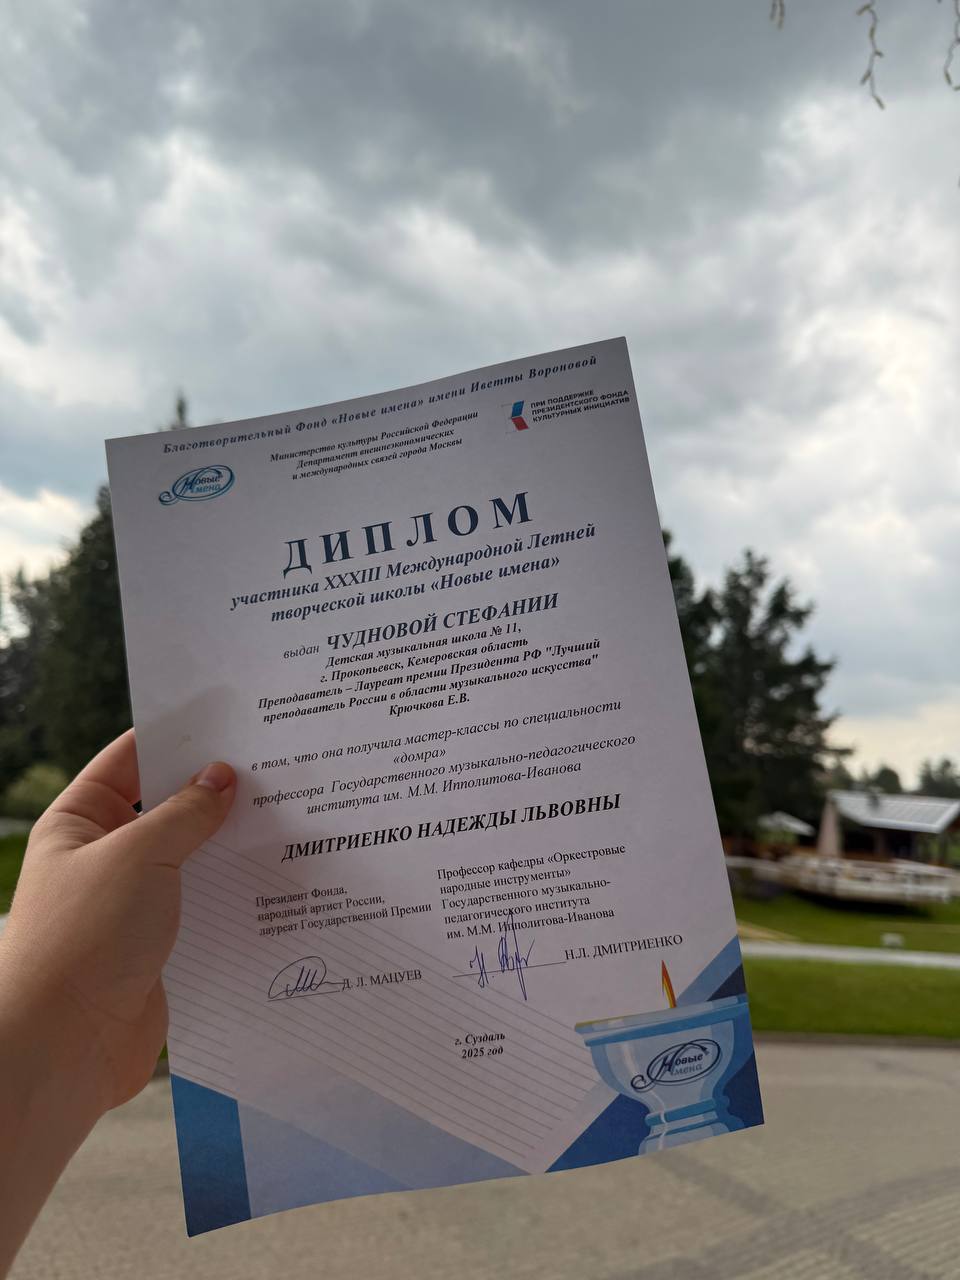 Благотворительный Фонд «Новые имена» имени Иветты Вороновой
Министерство культуры Российской Федерации
Департамент внешнеэкономических
и международных связей города Москвы
ПРИ ПОДДЕРЖКЕ
ПРЕЗИДЕНТСКОГО ФОНДА
КУЛЬТУРНЫХ ИНИЦИАТИВ
Новые
имена
ДИПЛОМ
участника XXXIII Международной Летней
творческой школы «Новые имена»
выдан ЧУДНОВОЙ СТЕФАНИИ
Детская музыкальная школа № 11,
г. Прокопьевск, Кемеровская область
Преподаватель – Лауреат премии Президента РФ "Лучший
преподаватель России в области музыкального искусства"
Крючкова Е.В.
в том, что она получила мастер-классы по специальности
«домра»
профессора Государственного музыкально-педагогического
института им. М.М. Ипполитова-Иванова
ДМИТРИЕНКО НАДЕЖДЫ ЛЬВОВНЫ
Президент Фонда,
народный артист России,
лауреат Государственной Премии
Д. Л. МАЦУЕВ
Профессор кафедры «Оркестровые
народные инструменты»
Государственного музыкально-
педагогического института
им. М.М. Ипполитова-Иванова
Н.Л. ДМИТРИЕНКО
г. Суздаль
2025 год
Новые
имена